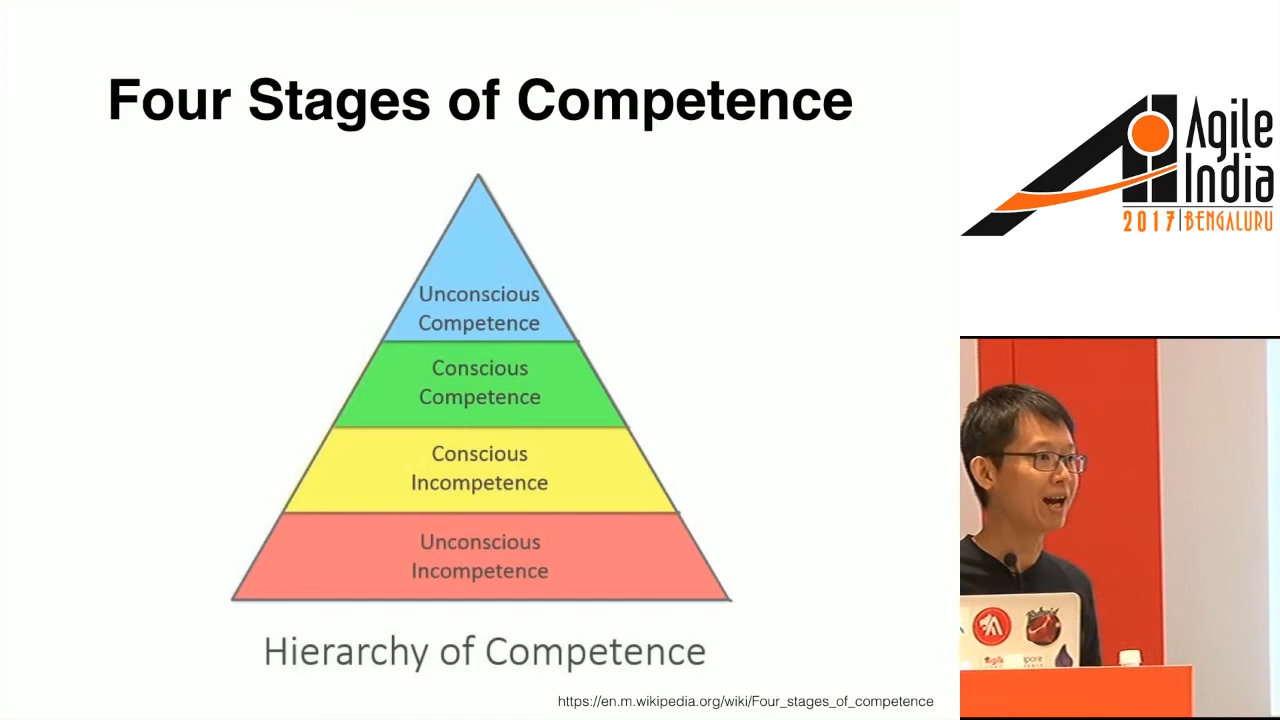 Four Stages of Competence
Unconscious
Competence
Conscious
Competence
Conscious
Incompetence
Unconscious
Incompetence
Hierarchy of Competence
https://en.m.wikipedia.org/wiki/Four_stages_of_competence
Agile
India
2017 | BENGALURU